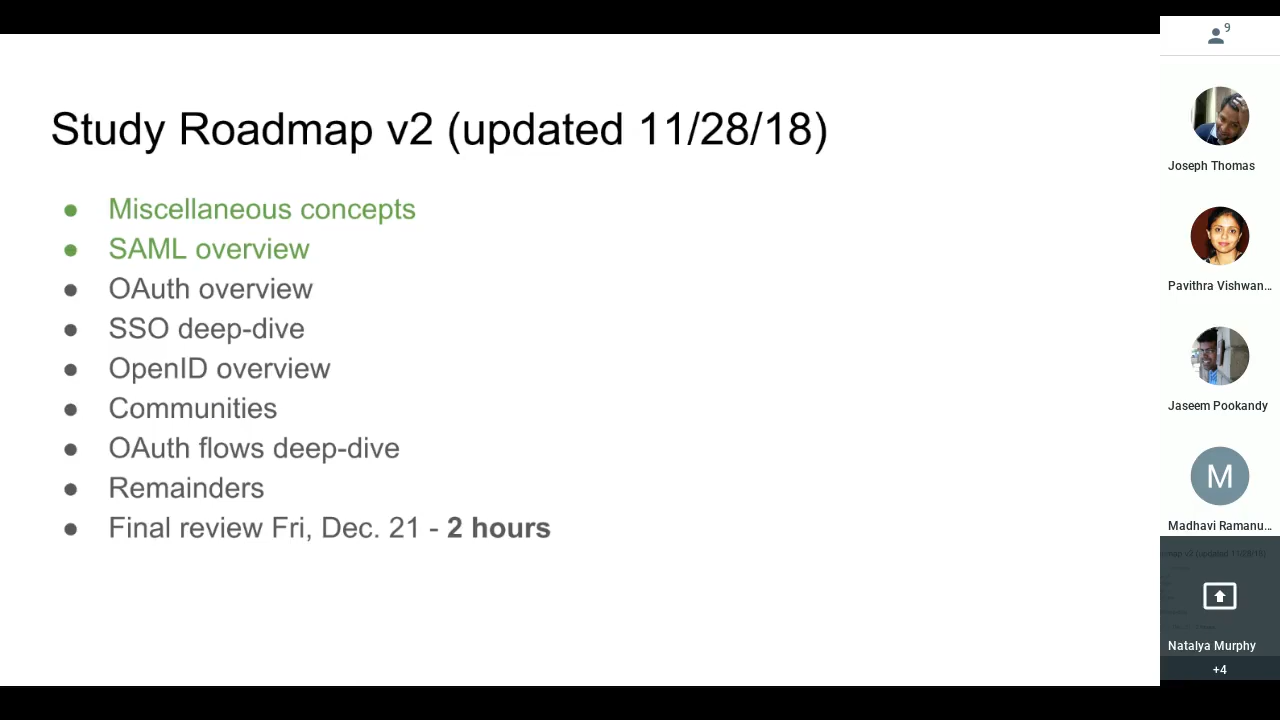 Study Roadmap v2 (updated 11/28/18)
● Miscellaneous concepts
● SAML overview
● OAuth overview
● SSO deep-dive
● OpenID overview
● Communities
● OAuth flows deep-dive
● Remainders
● Final review Fri, Dec. 21 - 2 hours
9
Joseph Thomas
Pavithra Vishwan...
Jaseem Pookandy
M
Madhavi Ramanu...
Natalya Murphy
+4